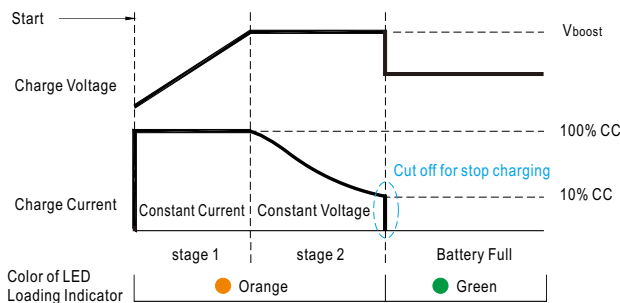 Start
Vboost
Charge Voltage
100% CC
Cut off for stop charging
10% CC
Charge Current
Constant Current
Constant Voltage
stage 1
stage 2
Battery Full
Color of LED
Loading Indicator
Orange
Green